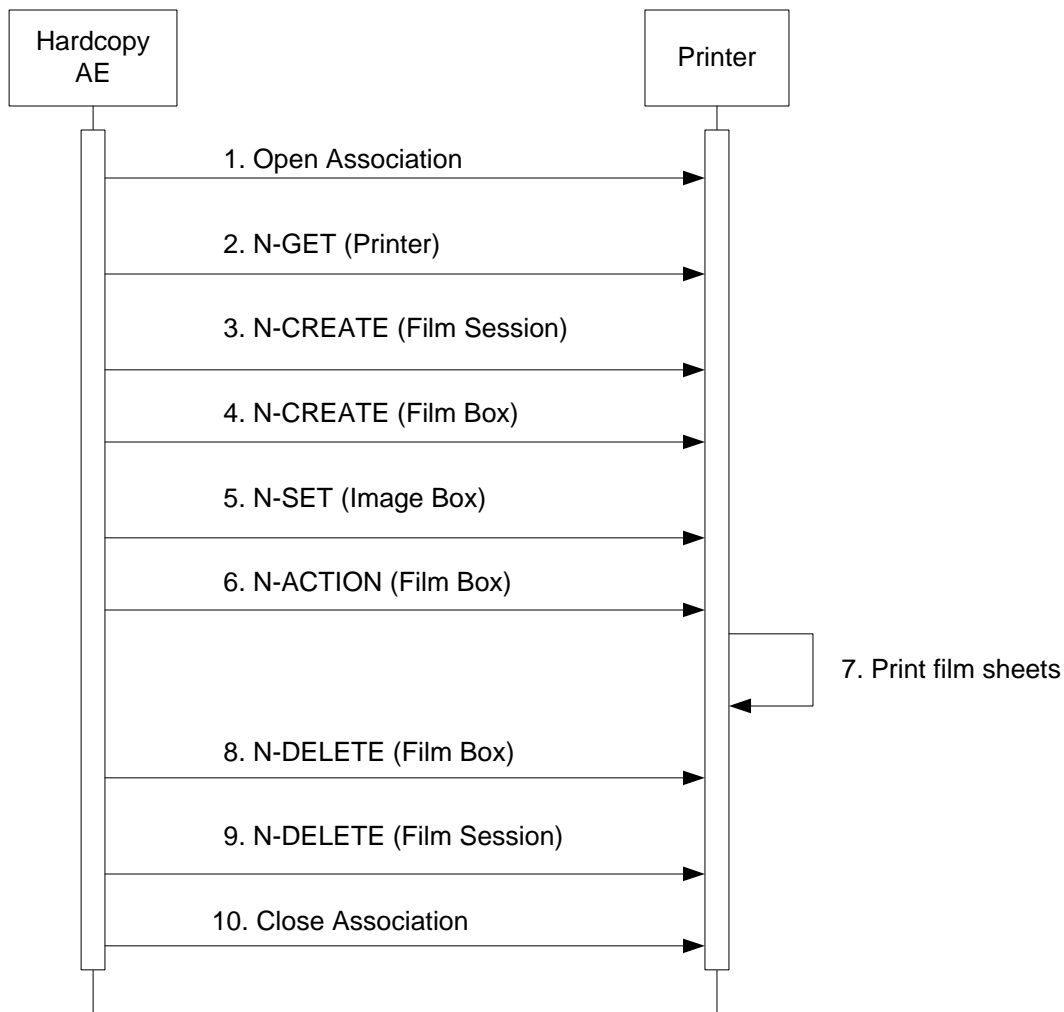 Hardcopy
AE
Printer
1. Open Association
2. N-GET (Printer)
3. N-CREATE (Film Session)
4. N-CREATE (Film Box)
5. N-SET (Image Box)
6. N-ACTION (Film Box)
7. Print film sheets
8. N-DELETE (Film Box)
9. N-DELETE (Film Session)
10. Close Association